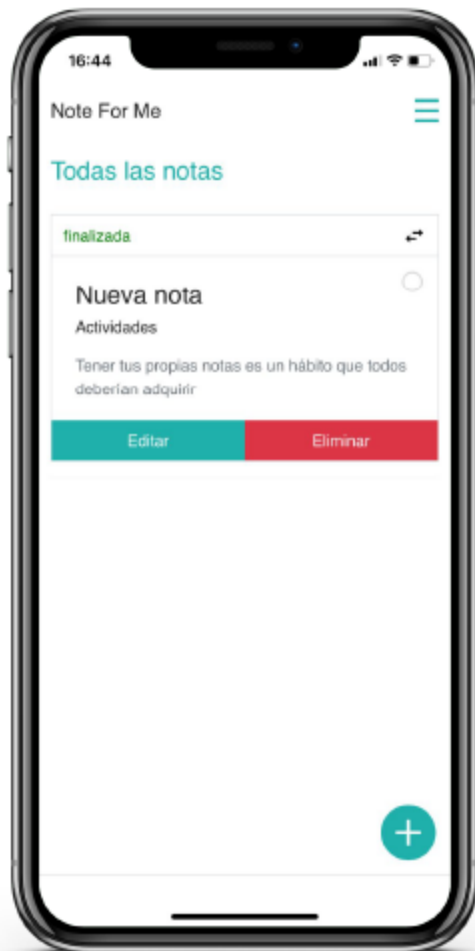 16:44
Note For Me
Todas las notas
finalizada
Nueva nota
Actividades
Tener tus propias notas es un hábito que todos
deberían adquirir
Editar
Eliminar